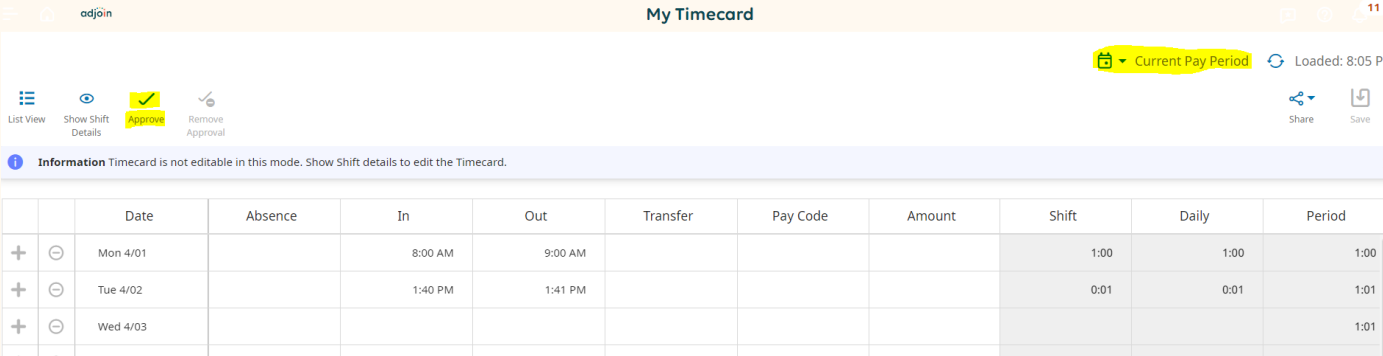 adjoin My Timecard 11
Current Pay Period Loaded: 8:05 P
List View Show Shift Details Approve Remove Approval Share Save
Information Timecard is not editable in this mode. Show Shift details to edit the Timecard.
Date Absence In Out Transfer Pay Code Amount Shift Daily Period
Mon 4/01 8:00 AM 9:00 AM 1:00 1:00 1:00
Tue 4/02 1:40 PM 1:41 PM 0:01 0:01 1:01
Wed 4/03 1:01